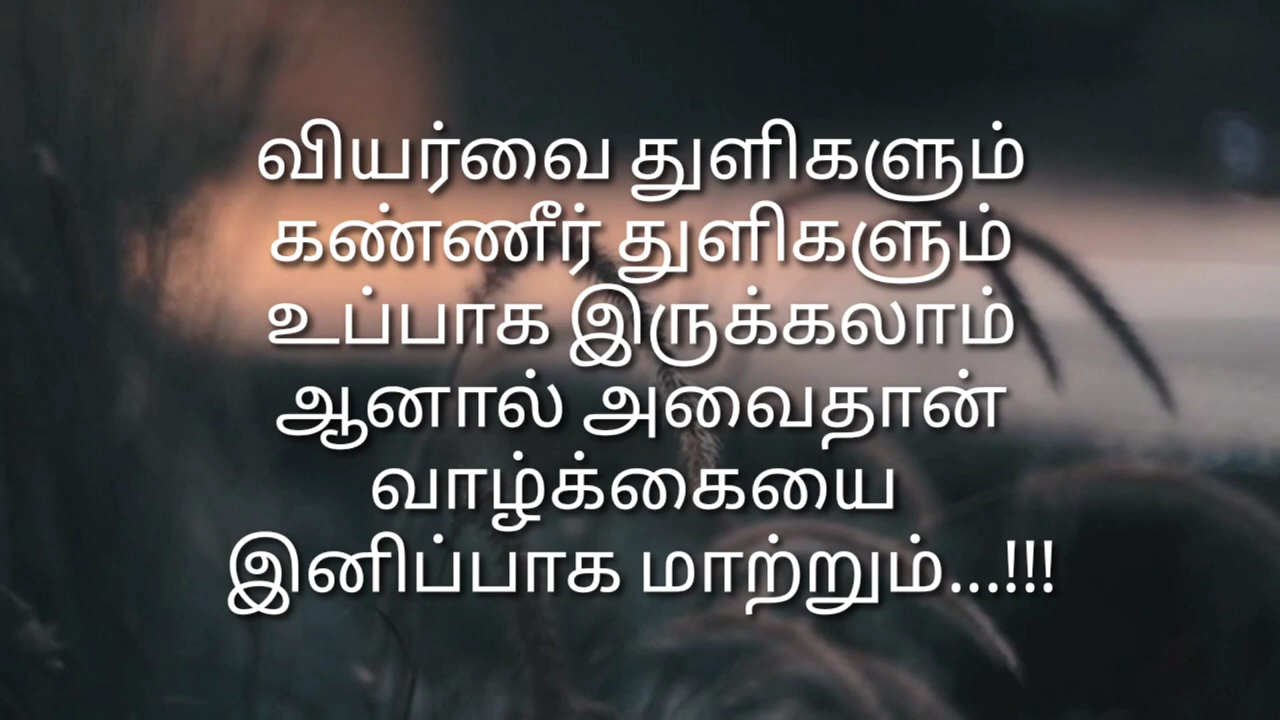 வியர்வை துளிகளும்
கண்ணீர் துளிகளும்
உப்பாக இருக்கலாம்
ஆனால் அவைதான்
வாழ்க்கையை
இனிப்பாக மாற்றும்...!!!